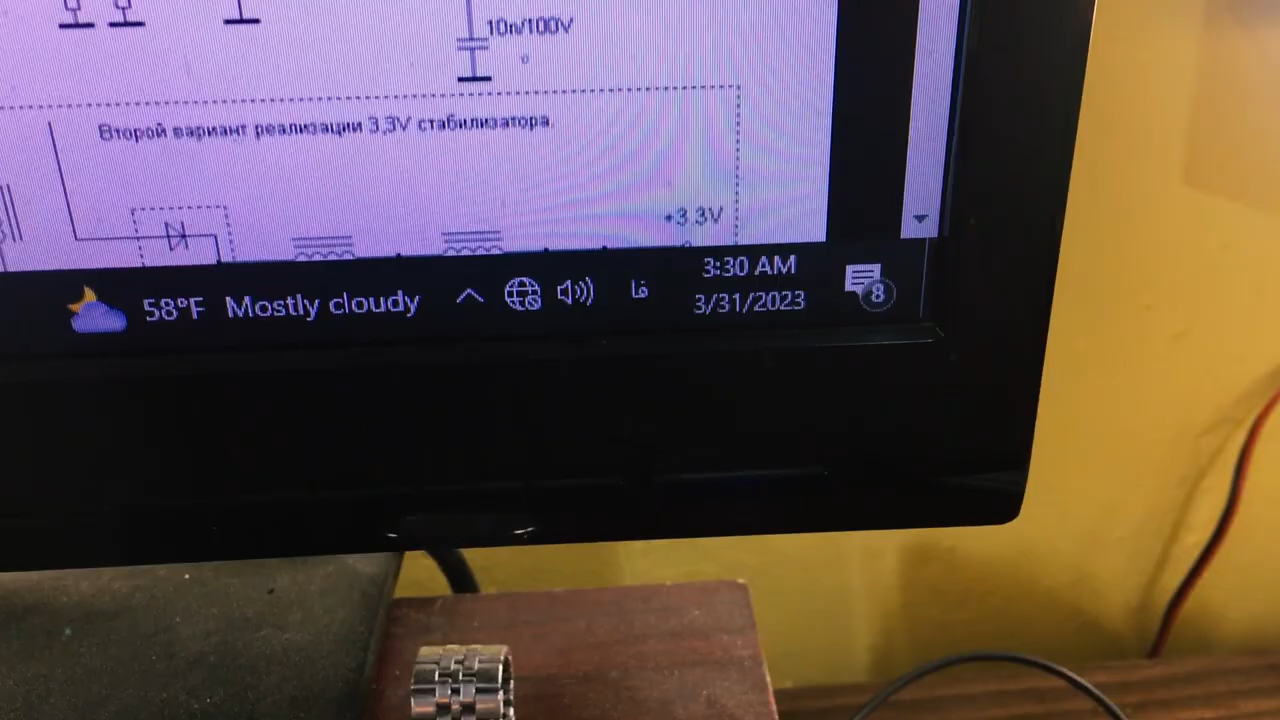 10n/100V
Второй вариант реализации 3,3V стабилизатора.
+3.3V
58°F Mostly cloudy
فا
3:30 AM
3/31/2023
8